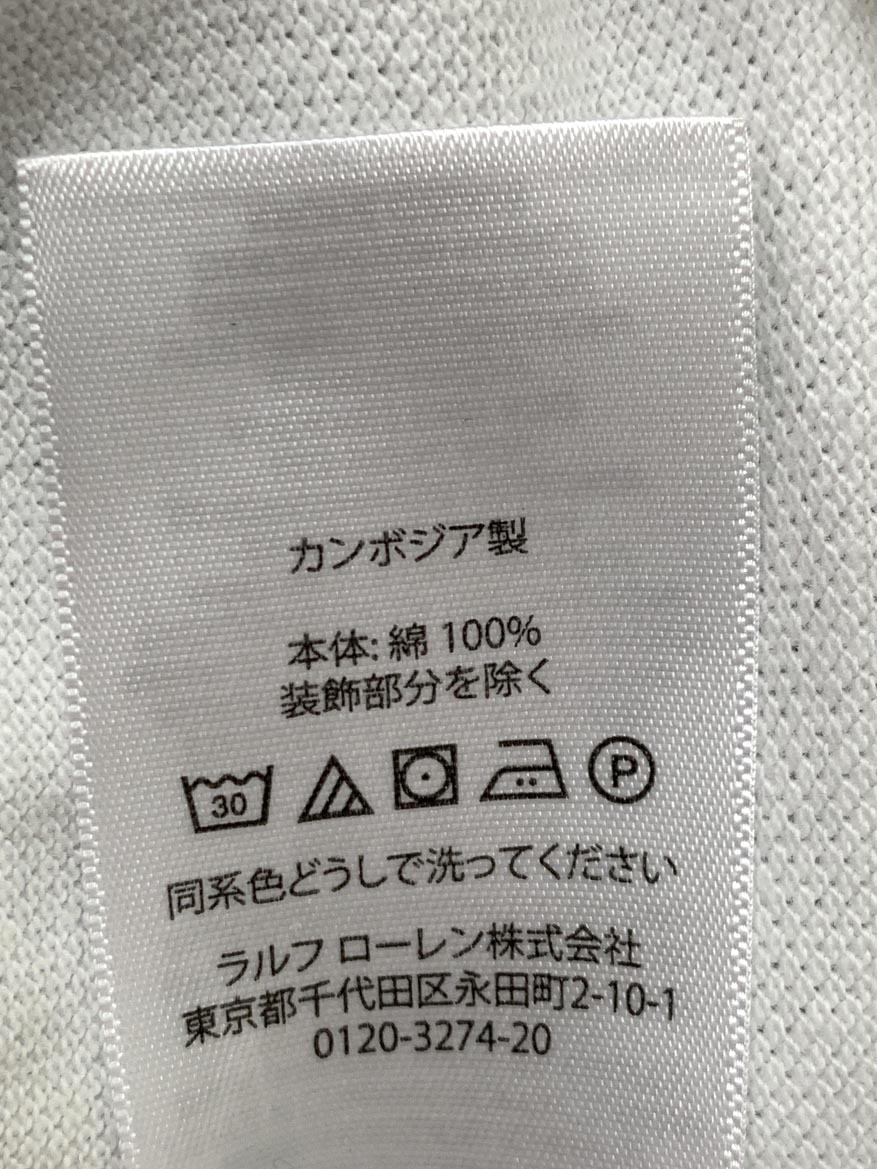 カンボジア製
本体: 綿 100%
装飾部分を除く
30
P
同系色どうしで洗ってください
ラルフ ローレン株式会社
東京都千代田区永田町2-10-1
0120-3274-20